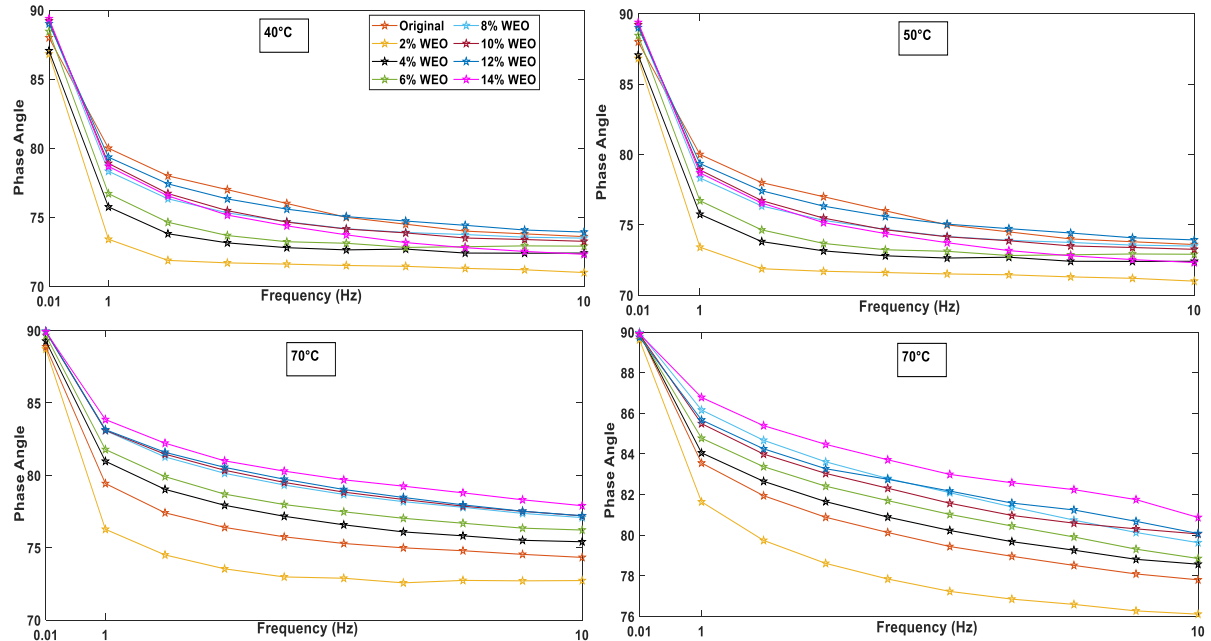 90
85
80
75
70
Phase Angle
40°C
Original
2% WEO
4% WEO
6% WEO
8% WEO
10% WEO
12% WEO
14% WEO
0.01
1
10
Frequency (Hz)
90
85
80
75
70
Phase Angle
50°C
0.01
1
10
Frequency (Hz)
90
85
80
75
70
Phase Angle
70°C
0.01
1
10
Frequency (Hz)
90
88
86
84
82
80
78
76
Phase Angle
70°C
0.01
1
10
Frequency (Hz)